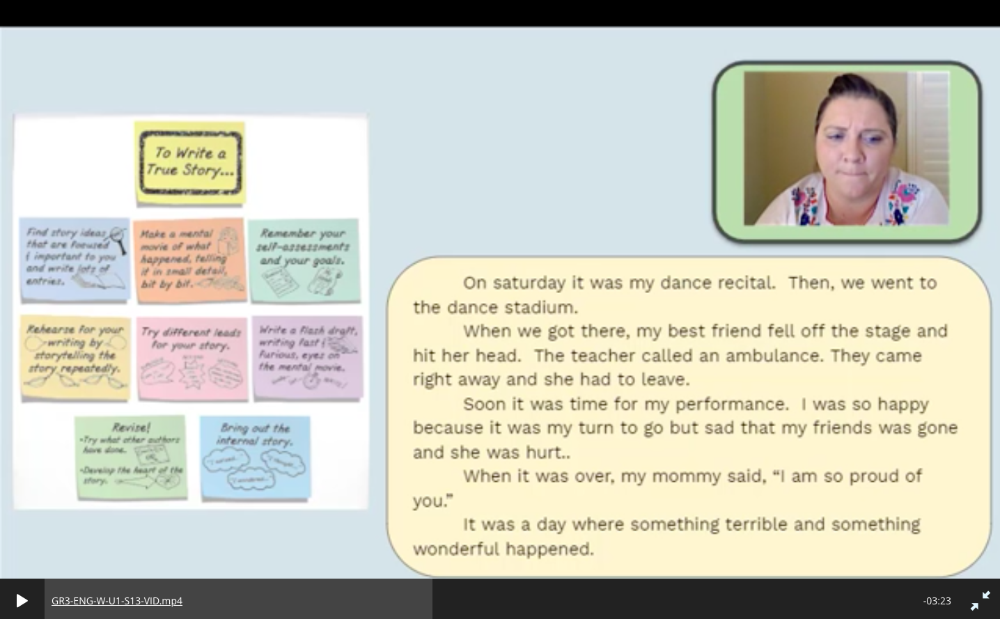 To Write a
True Story...
Find story ideas
that are focused
& important to you
and write lots of
entries.
Make a mental
movie of what
happened, telling
it in small detail,
bit by bit.
Remember your
self-assessments
and your goals.
Rehearse for your
writing by
storytelling the
story repeatedly.
Try different leads
for your story.
Write a flash draft,
writing fast &
furious, eyes on
the mental movie.
Revise!
•Try what other authors
have done.
•Develop the heart of the
story.
Bring out the
internal story.
On saturday it was my dance recital. Then, we went to
the dance stadium.
When we got there, my best friend fell off the stage and
hit her head. The teacher called an ambulance. They came
right away and she had to leave.
Soon it was time for my performance. I was so happy
because it was my turn to go but sad that my friends was gone
and she was hurt..
When it was over, my mommy said, “I am so proud of
you.”
It was a day where something terrible and something
wonderful happened.
GR3-ENG-W-U1-S13-VID.mp4
-03:23